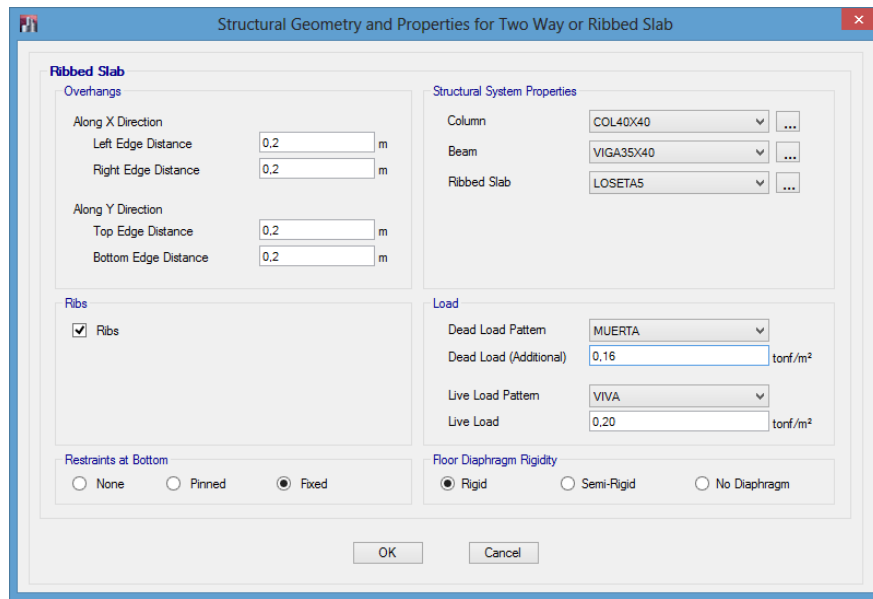 Structural Geometry and Properties for Two Way or Ribbed Slab
Ribbed Slab
Overhangs
Along X Direction
Left Edge Distance 0,2 m
Right Edge Distance 0,2 m
Along Y Direction
Top Edge Distance 0,2 m
Bottom Edge Distance 0,2 m
Structural System Properties
Column COL40X40 ...
Beam VIGA35X40 ...
Ribbed Slab LOSETA5 ...
Ribs
Ribs
Load
Dead Load Pattern MUERTA
Dead Load (Additional) 0,16 tonf/m²
Live Load Pattern VIVA
Live Load 0,20 tonf/m²
Restraints at Bottom
None Pinned Fixed
Floor Diaphragm Rigidity
Rigid Semi-Rigid No Diaphragm
OK Cancel